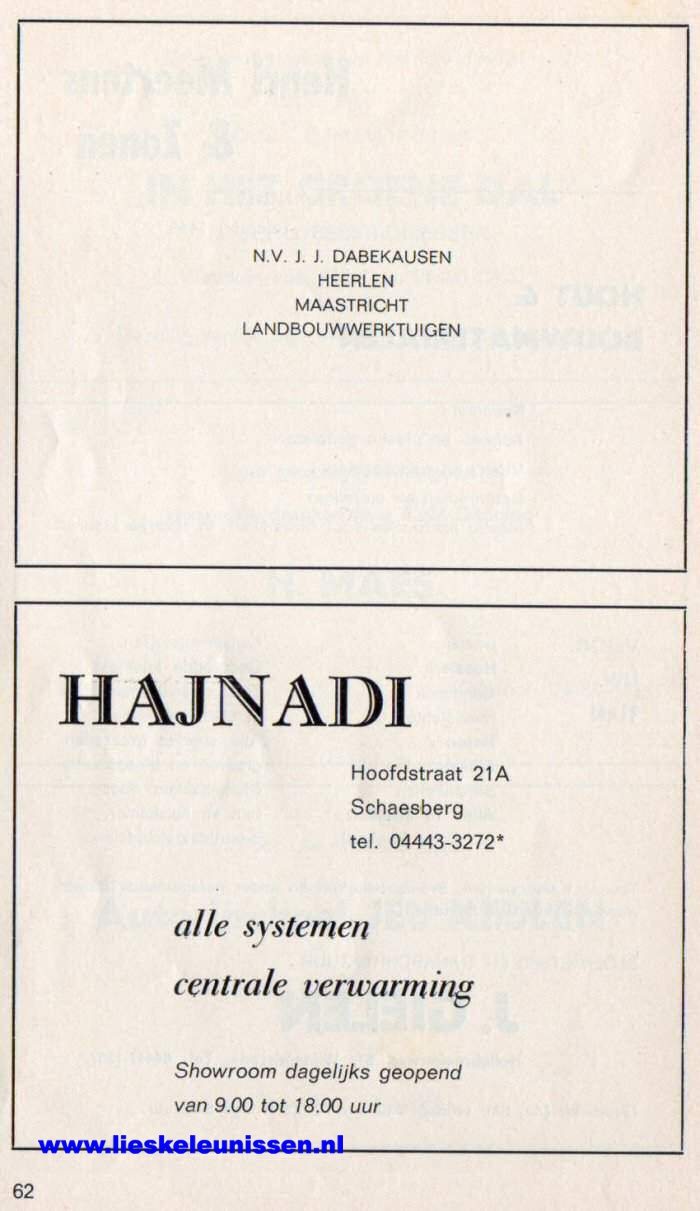 N.V. J. J. DABEKAUSEN
HEERLEN
MAASTRICHT
LANDBOUWWERKTUIGEN
HAJNADI
Hoofdstraat 21A
Schaesberg
tel. 04443-3272*
alle systemen
centrale verwarming
Showroom dagelijks geopend
van 9.00 tot 18.00 uur
www.lieskeleunissen.nl
62